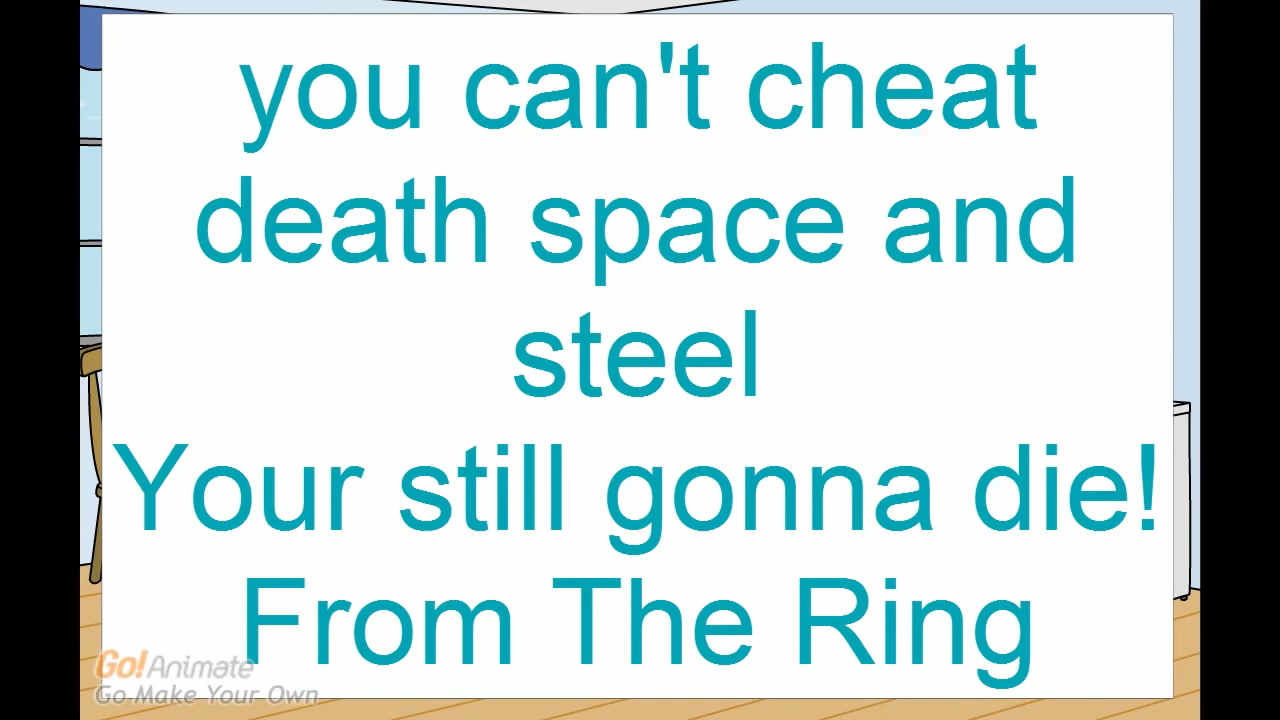 you can't cheat
death space and
steel
Your still gonna die!
From The Ring
Go!Animate
Go Make Your Own